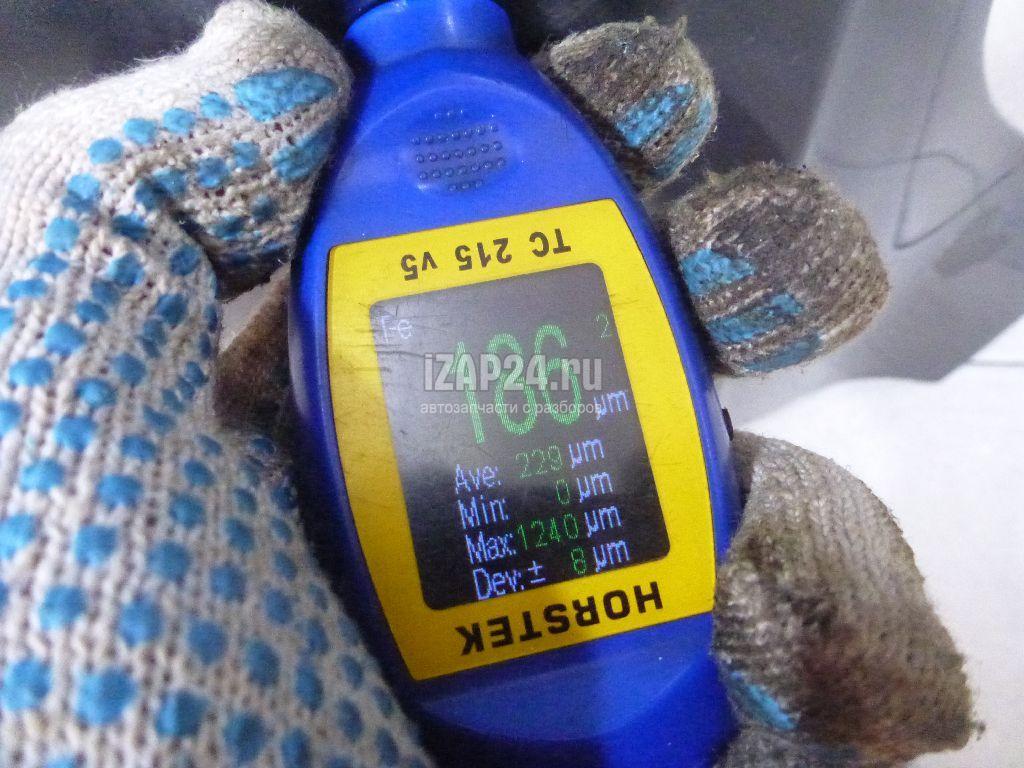 TC 215 v5
Fe 2
186 µm
iZAP24.ru
автозапчасти с разборов
Ave: 229 µm
Min: 0 µm
Max: 1240 µm
Dev: ± 8 µm
HORSTEK